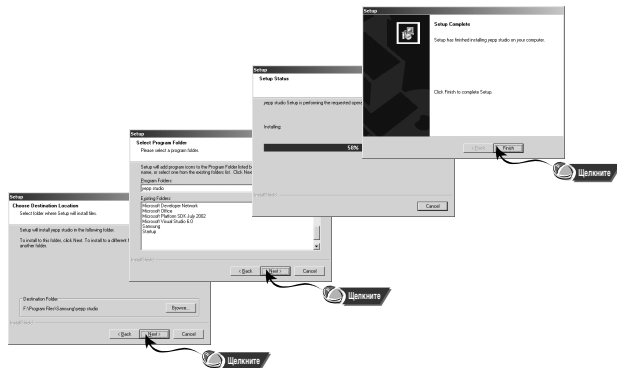 Setup
Choose Destination Location
Select folder where Setup will install files.
Setup will install yepp studio in the following folder.
To install to this folder, click Next. To install to a different
another folder.
Destination Folder
F:\Program Files\Samsung\yepp studio
Browse...
< Back
Next >
Cancel
Щелкните
Setup
Select Program Folder
Please select a program folder.
Setup will add program icons to the Program Folder listed
name, or select one from the existing folders list. Click
Program Folders:
yepp studio
Existing Folders:
Microsoft Developer Network
Microsoft Office
Microsoft Platform SDK July 2002
Microsoft Visual Studio 6.0
Samsung
Startup
< Back
Next >
Cancel
Щелкните
Setup
Setup Status
yepp studio Setup is performing the requested
Installing:
58%
InstallShield
Cancel
Setup
Setup Complete
Setup has finished installing yepp studio on your computer.
Click Finish to complete Setup.
< Back
Finish
Щелкните